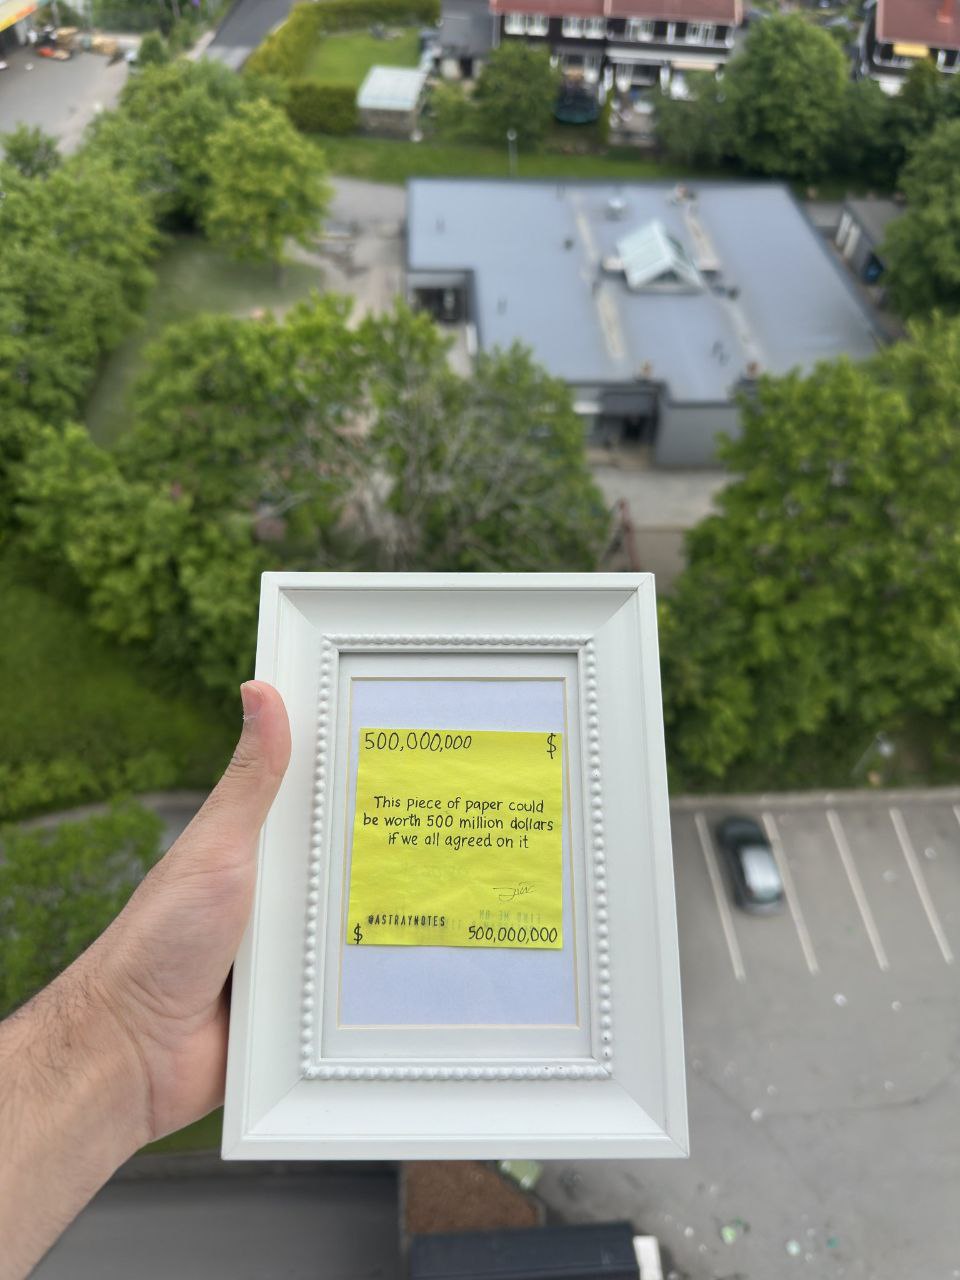 500,000,000 $
This piece of paper could
be worth 500 million dollars
if we all agreed on it
@ASTRAYNOTES
$ 500,000,000